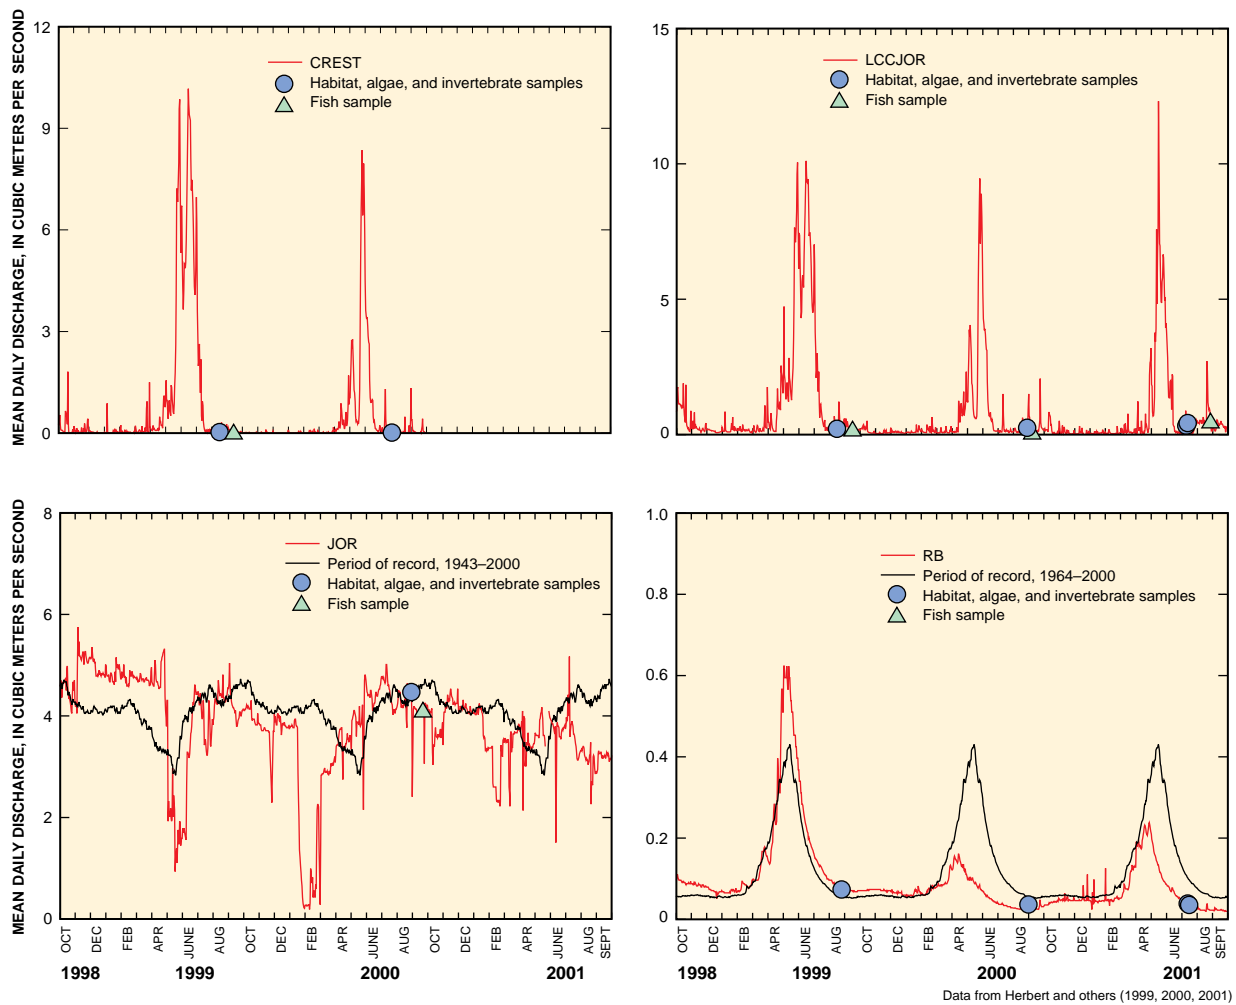 MEAN DAILY DISCHARGE, IN CUBIC METERS PER SECOND
12
9
6
3
0
CREST
Habitat, algae, and invertebrate samples
Fish sample
15
10
5
0
LCCJOR
Habitat, algae, and invertebrate samples
Fish sample
MEAN DAILY DISCHARGE, IN CUBIC METERS PER SECOND
8
6
4
2
0
JOR
Period of record, 1943–2000
Habitat, algae, and invertebrate samples
Fish sample
OCT DEC FEB APR JUNE AUG OCT DEC FEB APR JUNE AUG OCT DEC FEB APR JUNE AUG SEPT
1998 1999 2000 2001
1.0
0.8
0.6
0.4
0.2
0
RB
Period of record, 1964–2000
Habitat, algae, and invertebrate samples
Fish sample
OCT DEC FEB APR JUNE AUG OCT DEC FEB APR JUNE AUG OCT DEC FEB APR JUNE AUG SEPT
1998 1999 2000 2001
Data from Herbert and others (1999, 2000, 2001)